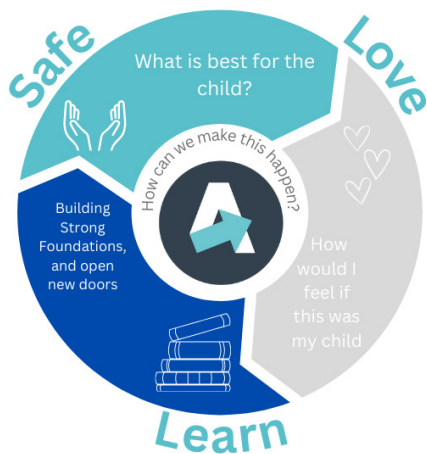 Safe
What is best for the
child?
Love
How
would I
feel if
this was
my child
Learn
Building
Strong
Foundations,
and open
new doors
How can we make this happen?
A